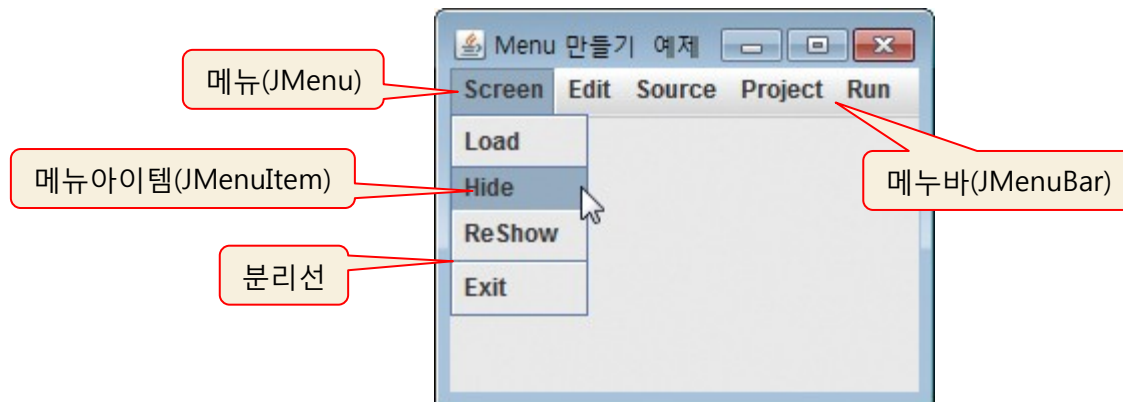 Menu 만들기 예제
메뉴(JMenu)
Screen Edit Source Project Run
Load
메뉴아이템(JMenuItem)
Hide
메누바(JMenuBar)
ReShow
분리선
Exit